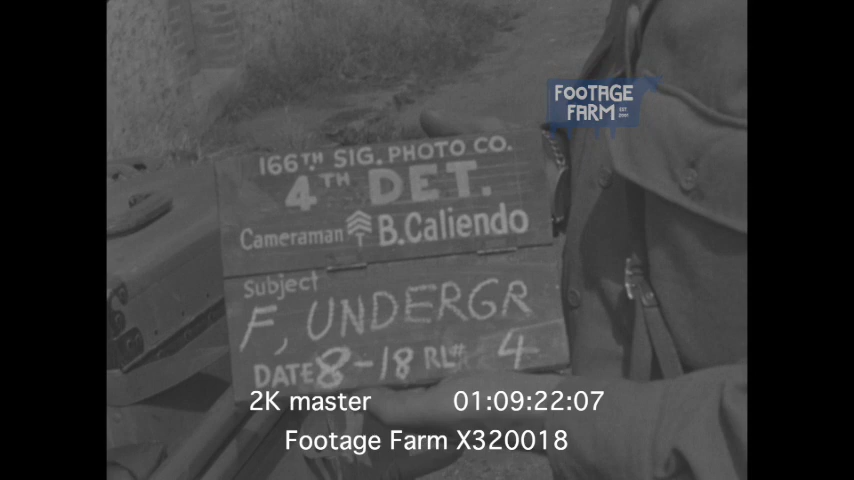 FOOTAGE
FARM
166TH SIG. PHOTO CO.
4TH DET.
Cameraman B. Caliendo
Subject
F, UNDERGR
DATE 8-18 RL# 4
2K master 01:09:22:07
Footage Farm X320018